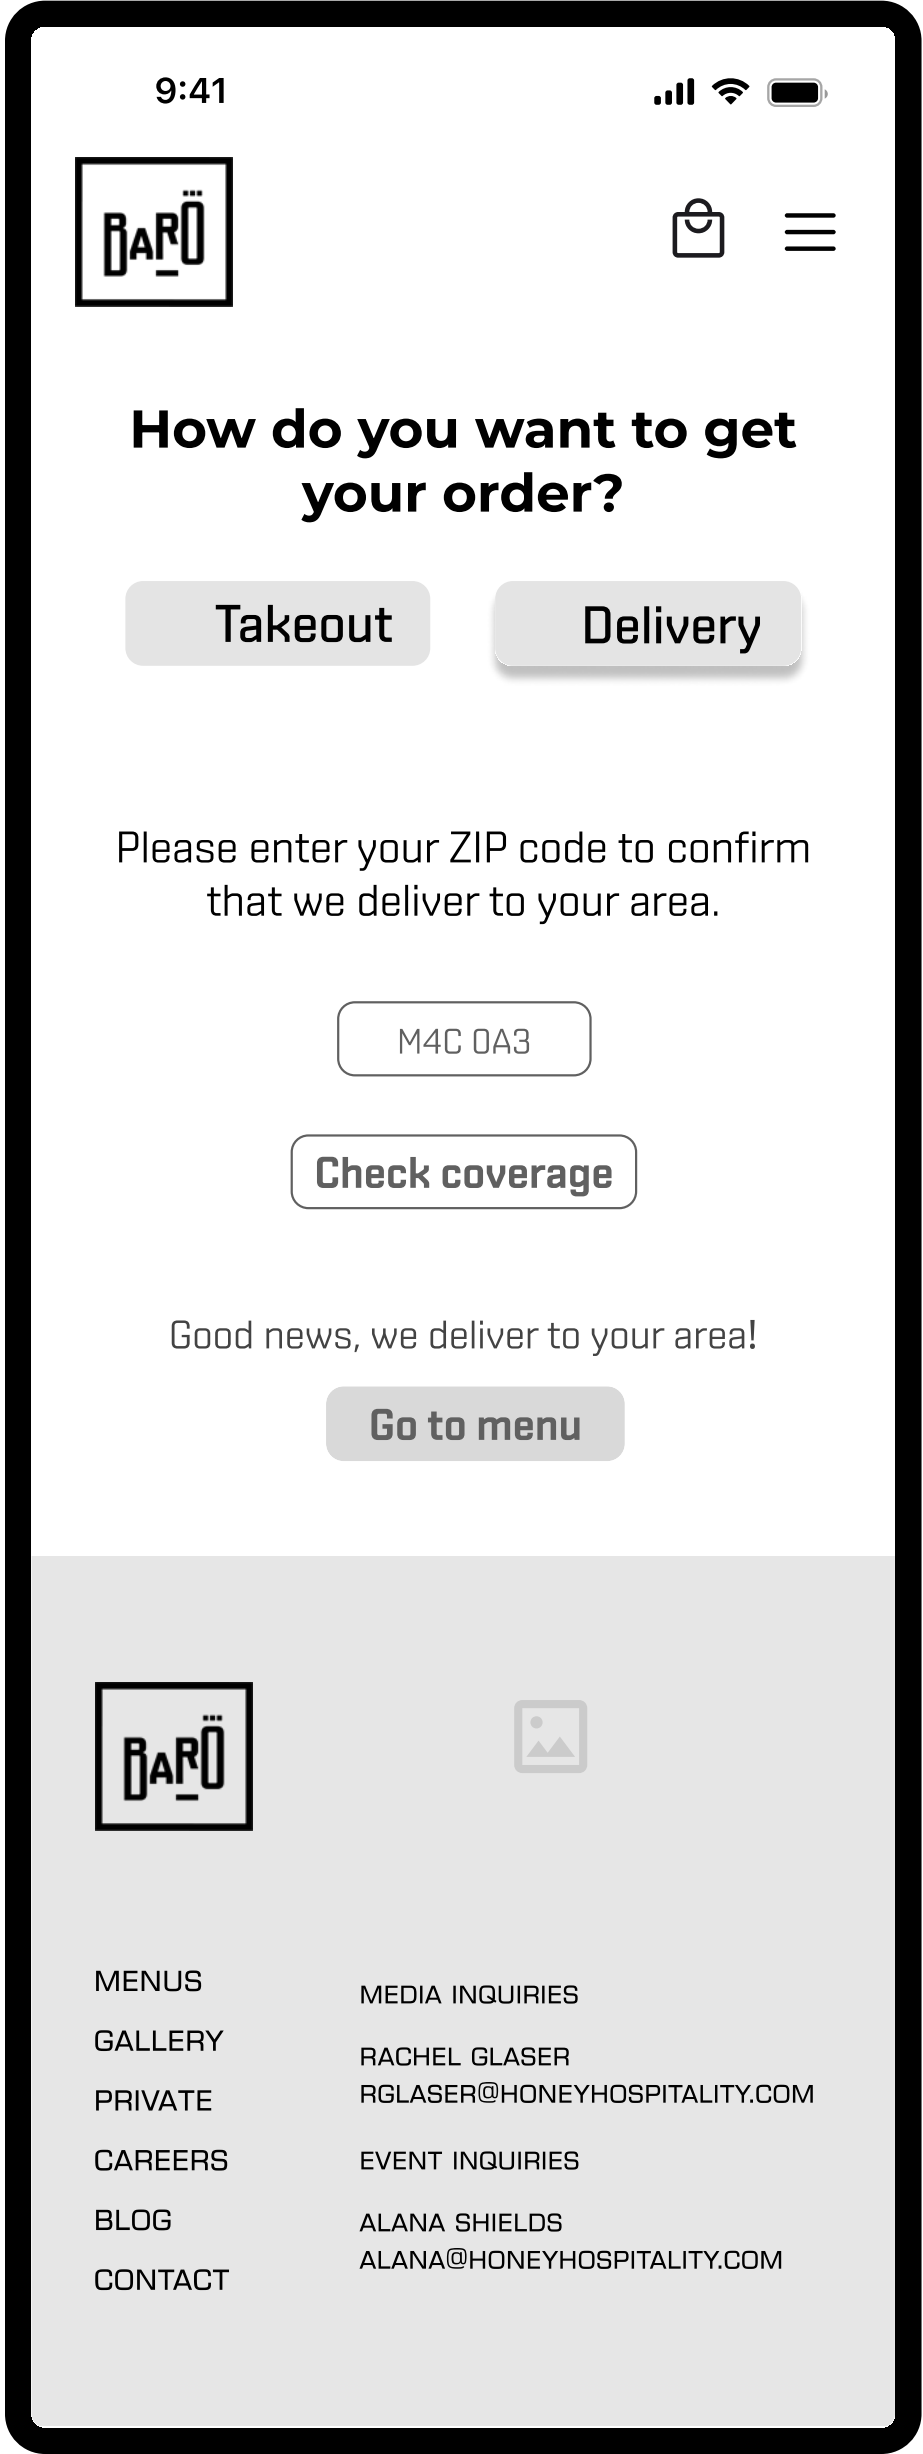 9:41
BARÖ
How do you want to get
your order?
Takeout
Delivery
Please enter your ZIP code to confirm
that we deliver to your area.
M4C 0A3
Check coverage
Good news, we deliver to your area!
Go to menu
BARÖ
MENUS
GALLERY
PRIVATE
CAREERS
BLOG
CONTACT
MEDIA INQUIRIES
RACHEL GLASER
RGLASER@HONEYHOSPITALITY.COM
EVENT INQUIRIES
ALANA SHIELDS
ALANA@HONEYHOSPITALITY.COM